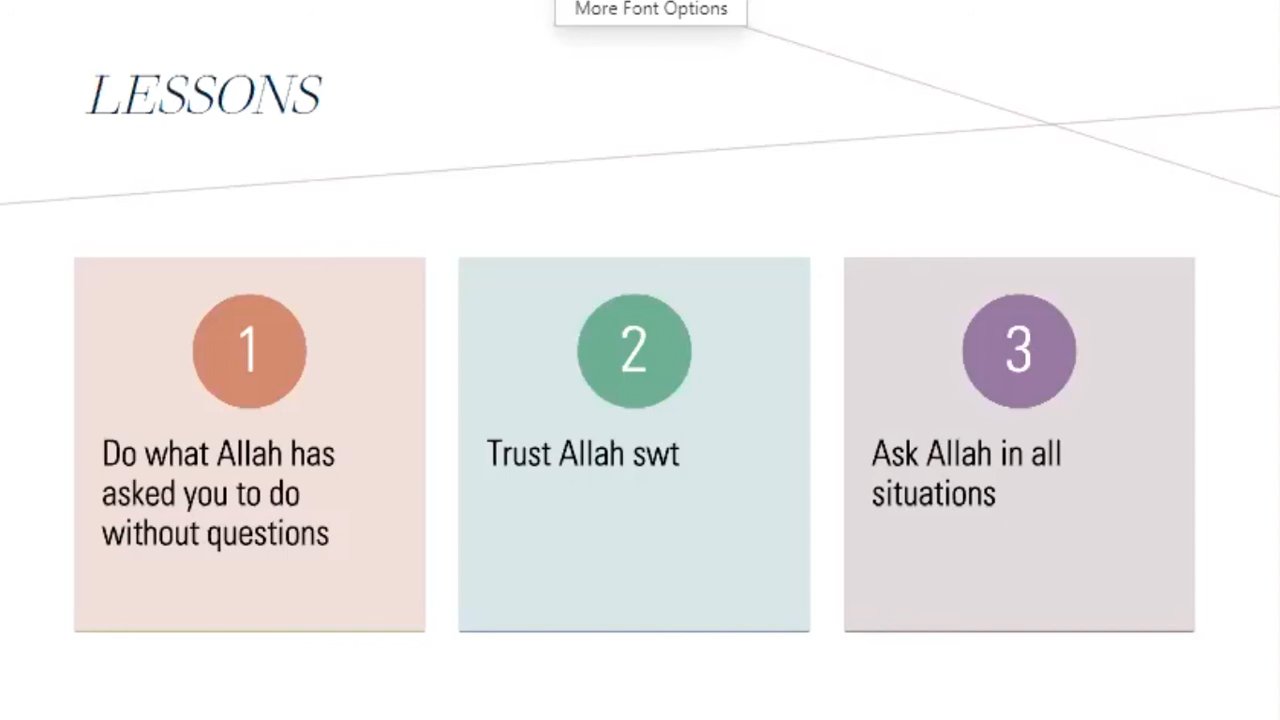 More Font Options
LESSONS
1
Do what Allah has
asked you to do
without questions
2
Trust Allah swt
3
Ask Allah in all
situations